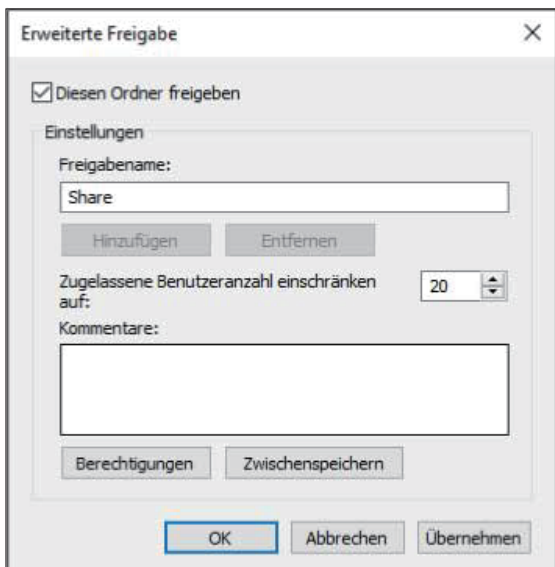 Erweiterte Freigabe
Diesen Ordner freigeben
Einstellungen
Freigabename:
Share
Hinzufügen Entfernen
Zugelassene Benutzeranzahl einschränken 20
auf:
Kommentare:
Berechtigungen Zwischenspeichern
OK Abbrechen Übernehmen